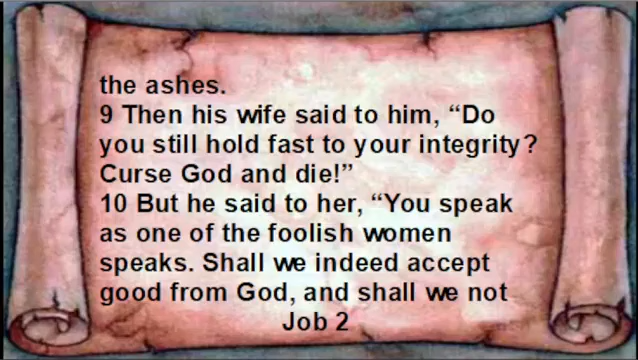 the ashes.
9 Then his wife said to him, “Do
you still hold fast to your integrity?
Curse God and die!”
10 But he said to her, “You speak
as one of the foolish women
speaks. Shall we indeed accept
good from God, and shall we not
Job 2